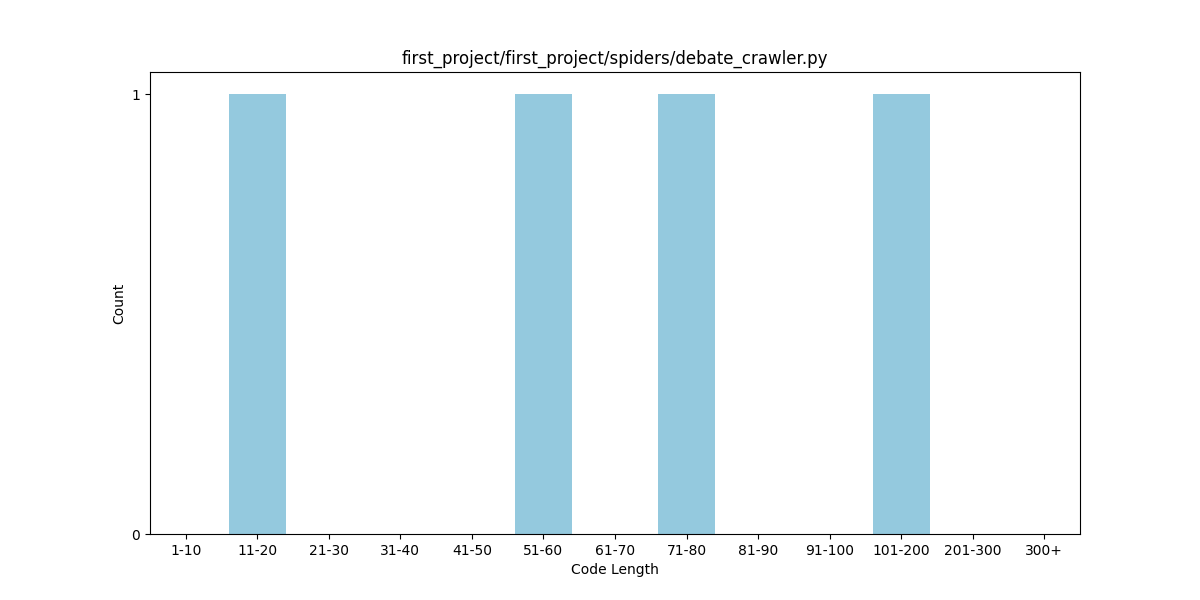 first_project/first_project/spiders/debate_crawler.py
1
Count
0
1-10 11-20 21-30 31-40 41-50 51-60 61-70 71-80 81-90 91-100 101-200 201-300 300+
Code Length